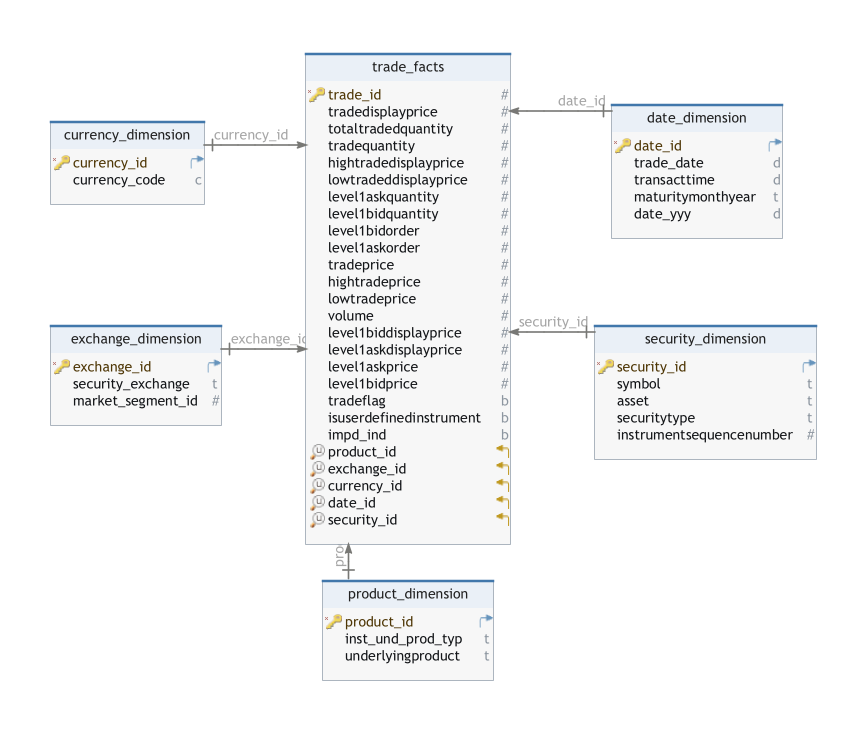 trade_facts
trade_id #
tradedisplayprice #
totaltradedquantity #
tradequantity #
hightradedisplayprice #
lowtradeddisplayprice #
level1askquantity #
level1bidquantity #
level1bidorder #
level1askorder #
tradeprice #
hightradeprice #
lowtradeprice #
volume #
level1biddisplayprice #
level1askdisplayprice #
level1askprice #
level1bidprice #
tradeflag b
isuserdefinedinstrument b
impd_ind b
product_id
exchange_id
currency_id
date_id
security_id
currency_dimension
currency_id
currency_code c
currency_id
exchange_dimension
exchange_id
security_exchange t
market_segment_id #
exchange_id
date_id
date_dimension
date_id
trade_date d
transacttime d
maturitymonthyear t
date_yyy d
security_id
security_dimension
security_id
symbol t
asset t
securitytype t
instrumentsequencenumber #
pro
product_dimension
product_id
inst_und_prod_typ t
underlyingproduct t